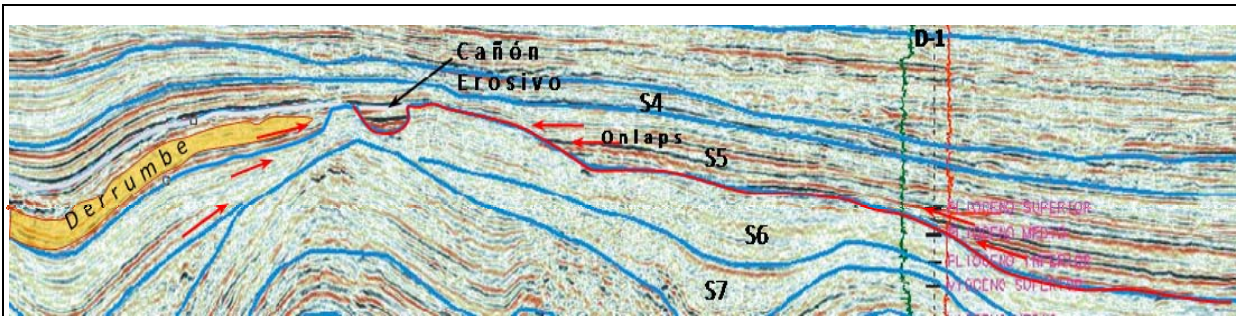 D-1
Cañón
Erosivo
S4
Onlaps
S5
Derrumbe
PLIOCENO SUPERIOR
PLIOCENO MEDIO
S6
PLIOCENO INFERIOR
MIOCENO SUPERIOR
S7